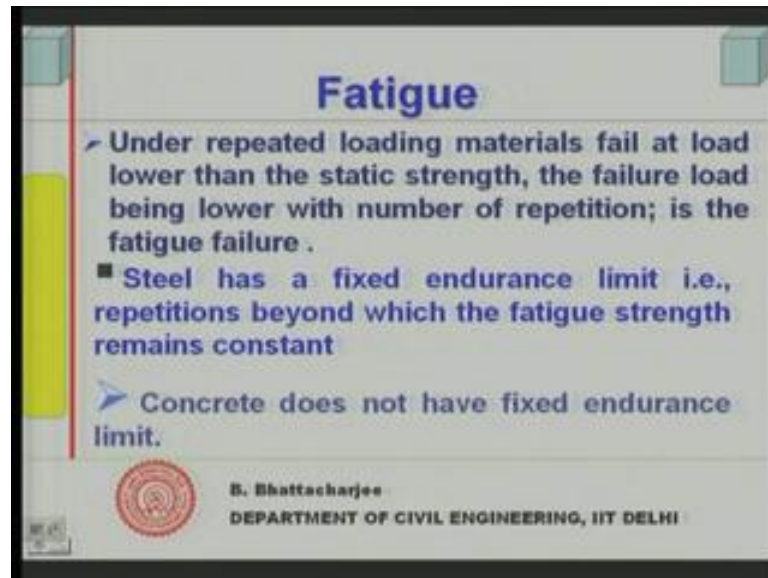 Fatigue
Under repeated loading materials fail at load
lower than the static strength, the failure load
being lower with number of repetition; is the
fatigue failure .
Steel has a fixed endurance limit i.e.,
repetitions beyond which the fatigue strength
remains constant
Concrete does not have fixed endurance
limit.
B. Bhattacharjee
DEPARTMENT OF CIVIL ENGINEERING, IIT DELHI